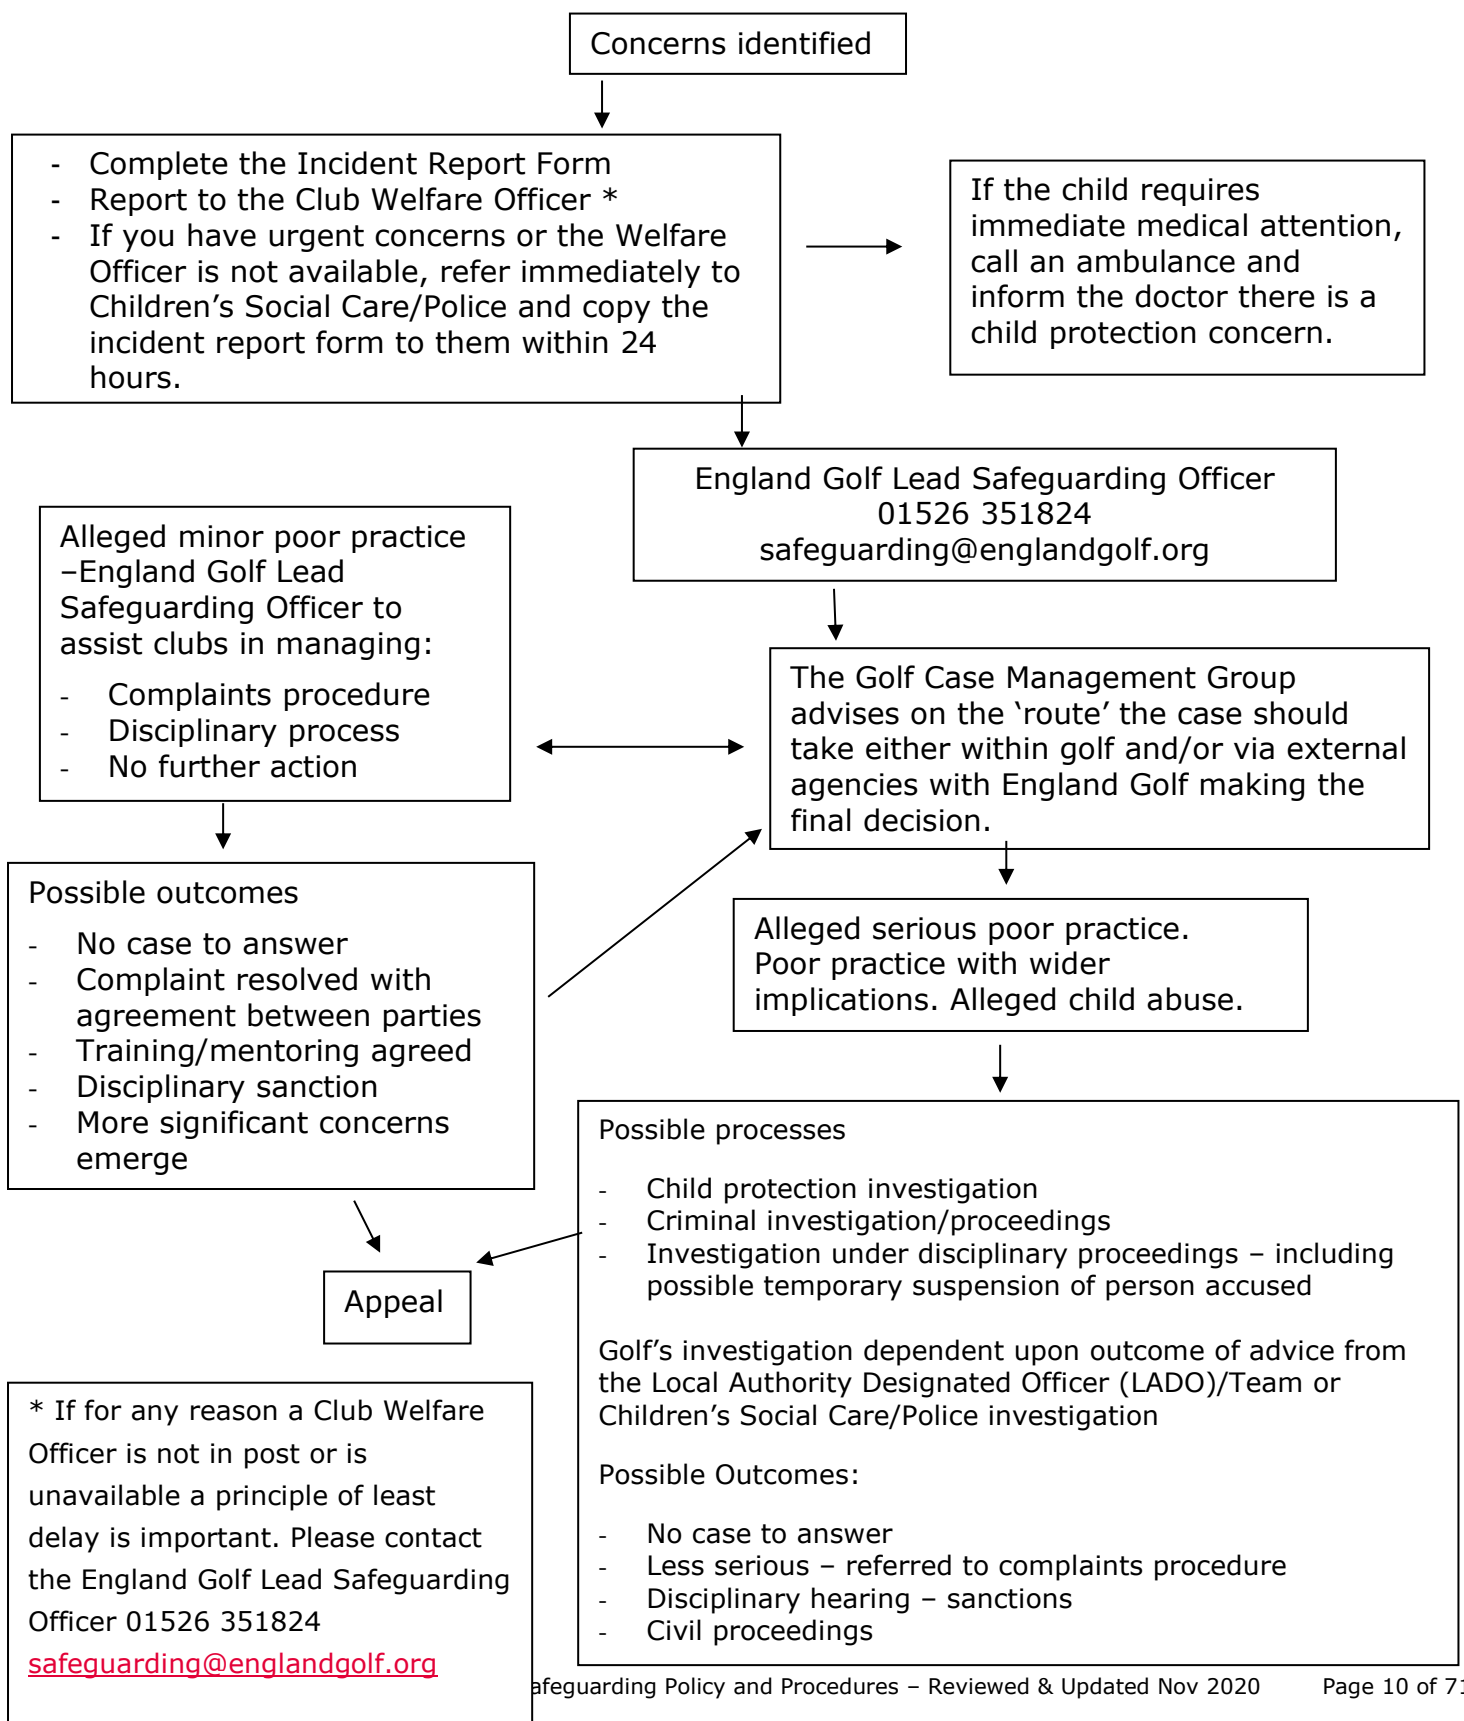 Concerns identified
- Complete the Incident Report Form
- Report to the Club Welfare Officer *
- If you have urgent concerns or the Welfare
Officer is not available, refer immediately to
Children’s Social Care/Police and copy the
incident report form to them within 24
hours.
If the child requires
immediate medical attention,
call an ambulance and
inform the doctor there is a
child protection concern.
England Golf Lead Safeguarding Officer
01526 351824
safeguarding@englandgolf.org
Alleged minor poor practice
–England Golf Lead
Safeguarding Officer to
assist clubs in managing:
- Complaints procedure
- Disciplinary process
- No further action
The Golf Case Management Group
advises on the ‘route’ the case should
take either within golf and/or via external
agencies with England Golf making the
final decision.
Possible outcomes
- No case to answer
- Complaint resolved with
agreement between parties
- Training/mentoring agreed
- Disciplinary sanction
- More significant concerns
emerge
Alleged serious poor practice.
Poor practice with wider
implications. Alleged child abuse.
Possible processes
- Child protection investigation
- Criminal investigation/proceedings
- Investigation under disciplinary proceedings – including
possible temporary suspension of person accused
Golf’s investigation dependent upon outcome of advice from
the Local Authority Designated Officer (LADO)/Team or
Children’s Social Care/Police investigation
Possible Outcomes:
- No case to answer
- Less serious – referred to complaints procedure
- Disciplinary hearing – sanctions
- Civil proceedings
Appeal
* If for any reason a Club Welfare
Officer is not in post or is
unavailable a principle of least
delay is important. Please contact
the England Golf Lead Safeguarding
Officer 01526 351824
safeguarding@englandgolf.org
afeguarding Policy and Procedures – Reviewed & Updated Nov 2020 Page 10 of 71